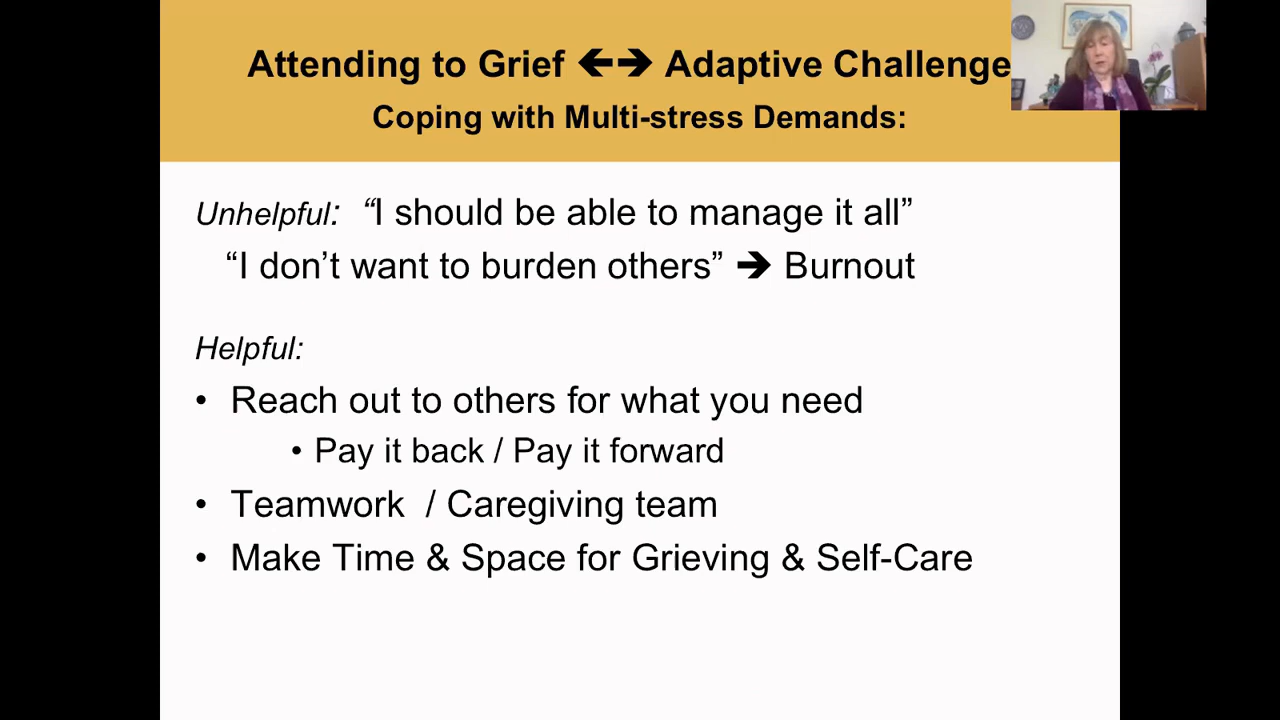 Attending to Grief ←→ Adaptive Challenge
Coping with Multi-stress Demands:
Unhelpful: “I should be able to manage it all”
“I don’t want to burden others” → Burnout
Helpful:
• Reach out to others for what you need
• Pay it back / Pay it forward
• Teamwork / Caregiving team
• Make Time & Space for Grieving & Self-Care